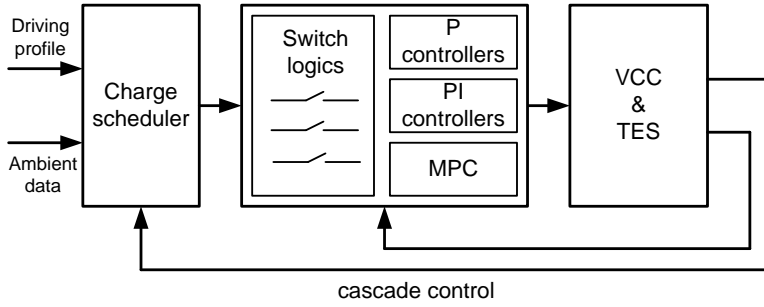 Driving
profile
Ambient
data
Charge
scheduler
Switch
logics
P
controllers
PI
controllers
MPC
VCC
&
TES
cascade control